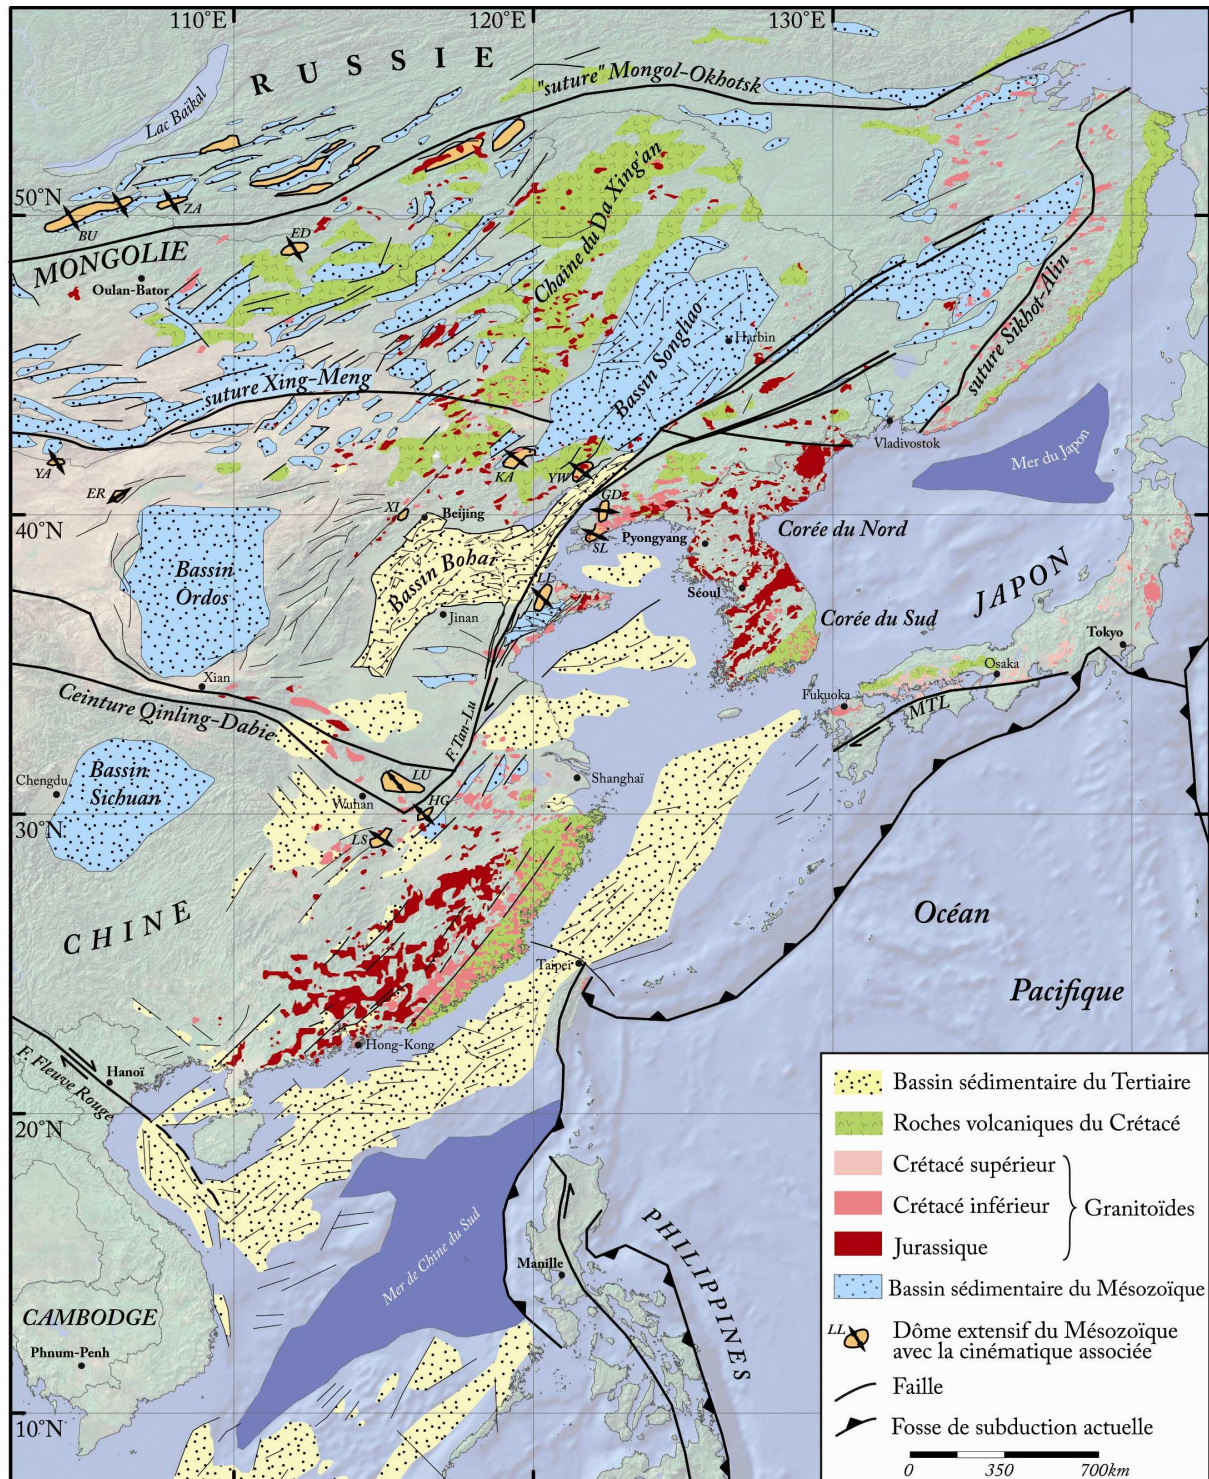 110°E
120°E
130°E
RUSSIE
"suture" Mongol-Okhotsk
Lac Baïkal
Chaine du Da Xing'an
50°N
ZA
BU
ED
MONGOLIE
Oulan-Bator
suture Sikhot-Alin
Bassin Songhao
Harbin
suture Xing-Meng
Vladivostok
Mer du Japon
YA
KA
YW
ER
GD
XI
Beijing
40°N
Pyongyang
Corée du Nord
SL
Bassin Bohai
Bassin
Ordos
LL
Séoul
JAPON
Jinan
Corée du Sud
Tokyo
Xian
Osaka
Ceinture Qinling-Dabie
Fukuoka
MTL
F. Tan-Lu
Bassin
Sichuan
Chengdu
LU
Shanghaï
Wuhan
HG
30°N
LS
CHINE
Océan
Taipei
Pacifique
Hong-Kong
Hanoï
F. Fleuve Rouge
20°N
Mer de Chine du Sud
PHILIPPINES
Manille
CAMBODGE
Phnum-Penh
10°N
Bassin sédimentaire du Tertiaire
Roches volcaniques du Crétacé
Crétacé supérieur
Crétacé inférieur
Granitoïdes
Jurassique
Bassin sédimentaire du Mésozoïque
LL
Dôme extensif du Mésozoïque
avec la cinématique associée
Faille
Fosse de subduction actuelle
0 350 700km